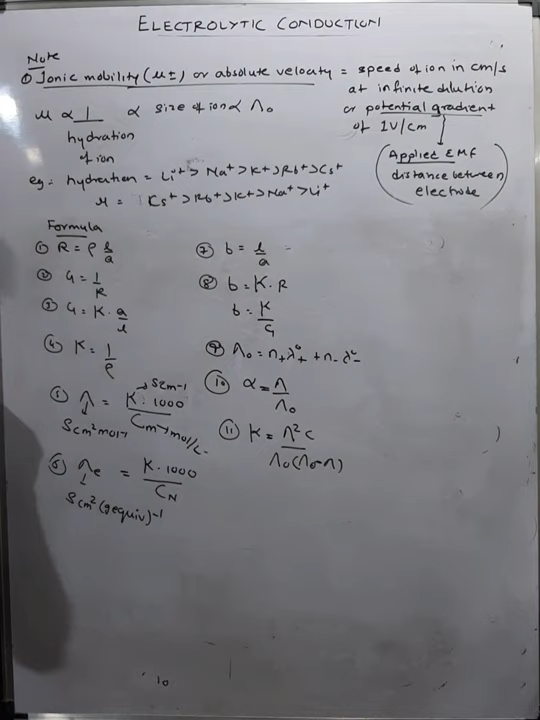 ELECTROLYTIC CONDUCTION
Note
① Ionic mobility (μ±) or absolute velocity = speed of ion in cm/s
at infinite dilution
or potential gradient
of 1V/cm
μ ∝ 1/hydration of ion ∝ size of ion ∝ Λ₀
(Applied EMF
distance between
electrode)
eg: hydration = Li⁺ > Na⁺ > K⁺ > Rb⁺ > Cs⁺
μ = Cs⁺ > Rb⁺ > K⁺ > Na⁺ > Li⁺
Formula
① R = ρ l/a
② G = 1/R
③ G = K · a/l
④ K = 1/ρ
⑤ Λ = K · 1000/Cm
→ Scm⁻¹
→ mol/L
Scm² mol⁻¹
⑥ Λe = K · 1000/C_N
Scm² (gequiv)⁻¹
⑦ b = l/a
⑧ b = K · R
b = K/G
⑨ Λ₀ = n₊λ°₊ + n₋λ°₋
⑩ α = Λ/Λ₀
⑪ K = Λ²C/Λ₀(Λ₀-Λ)
10